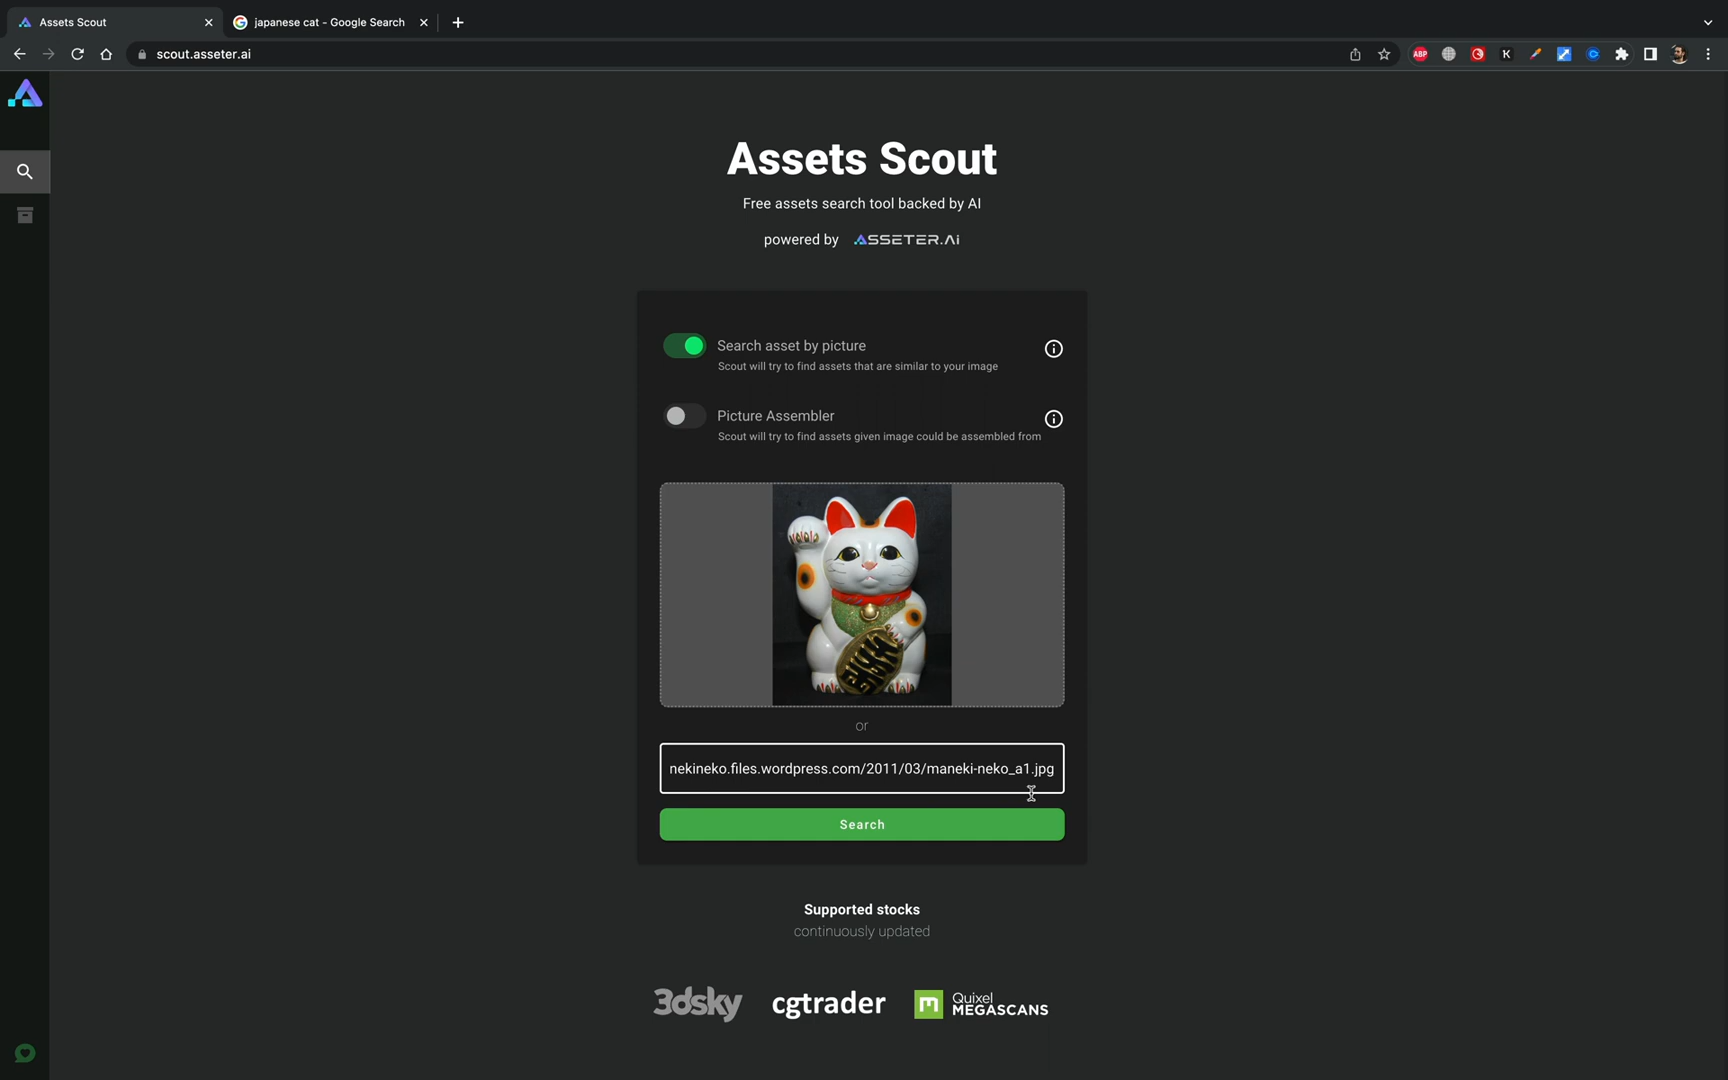 Assets Scout
japanese cat - Google Search
scout.asseter.ai
ABP
K
Assets Scout
Free assets search tool backed by AI
powered by ASSETER.Ai
Search asset by picture
Scout will try to find assets that are similar to your image
Picture Assembler
Scout will try to find assets given image could be assembled from
or
nekineko.files.wordpress.com/2011/03/maneki-neko_a1.jpg
Search
Supported stocks
continuously updated
3dsky
cgtrader
m Quixel
MEGASCANS